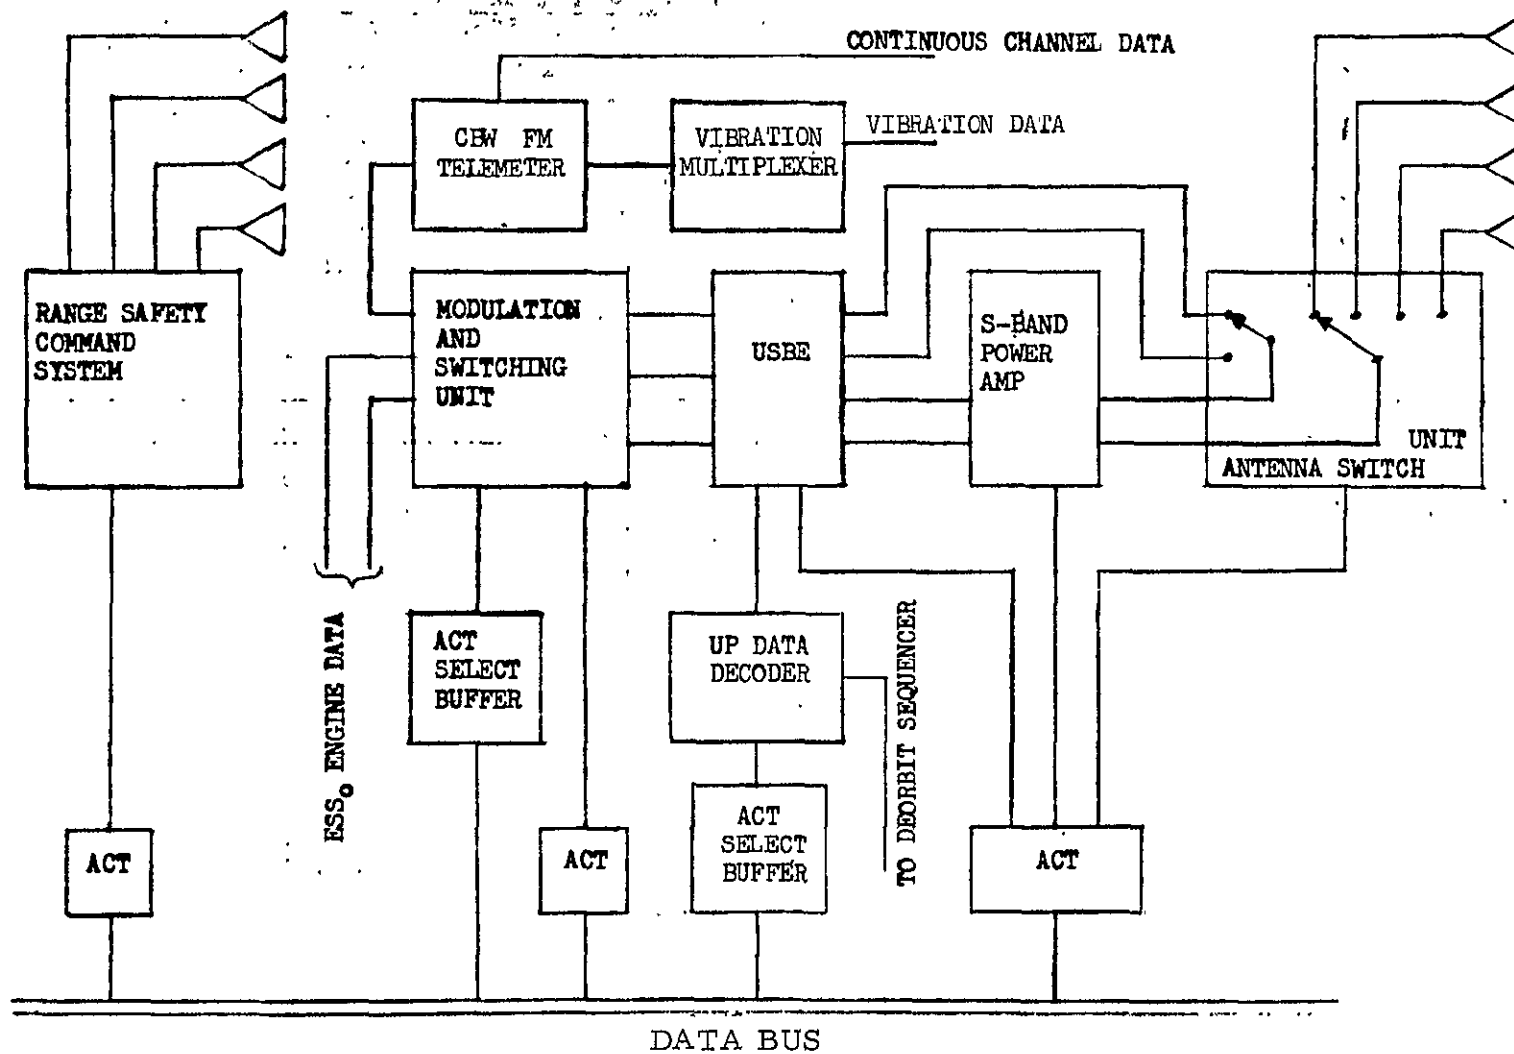 CONTINUOUS CHANNEL DATA
CBW FM
TELEMETER
VIBRATION
MULTIPLEXER
VIBRATION DATA
RANGE SAFETY
COMMAND
SYSTEM
MODULATION
AND
SWITCHING
UNIT
USBE
S-BAND
POWER
AMP
UNIT
ANTENNA SWITCH
ESSo ENGINE DATA
ACT
SELECT
BUFFER
UP DATA
DECODER
TO DEORBIT SEQUENCER
ACT
ACT
ACT
SELECT
BUFFER
ACT
DATA BUS